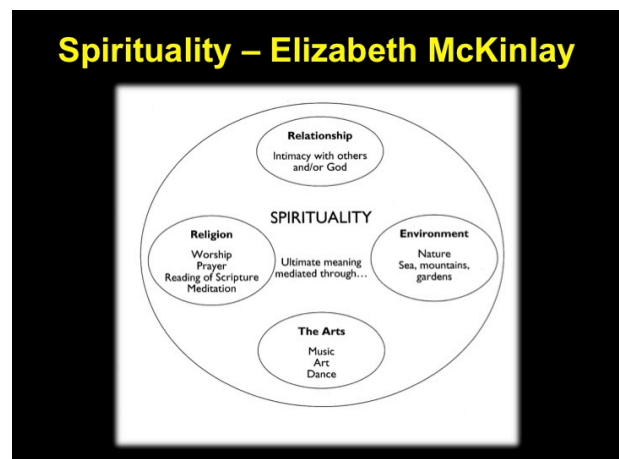 Spirituality – Elizabeth McKinlay
Relationship
Intimacy with others
and/or God
SPIRITUALITY
Religion
Worship
Prayer
Reading of Scripture
Meditation
Ultimate meaning
mediated through...
Environment
Nature
Sea, mountains,
gardens
The Arts
Music
Art
Dance